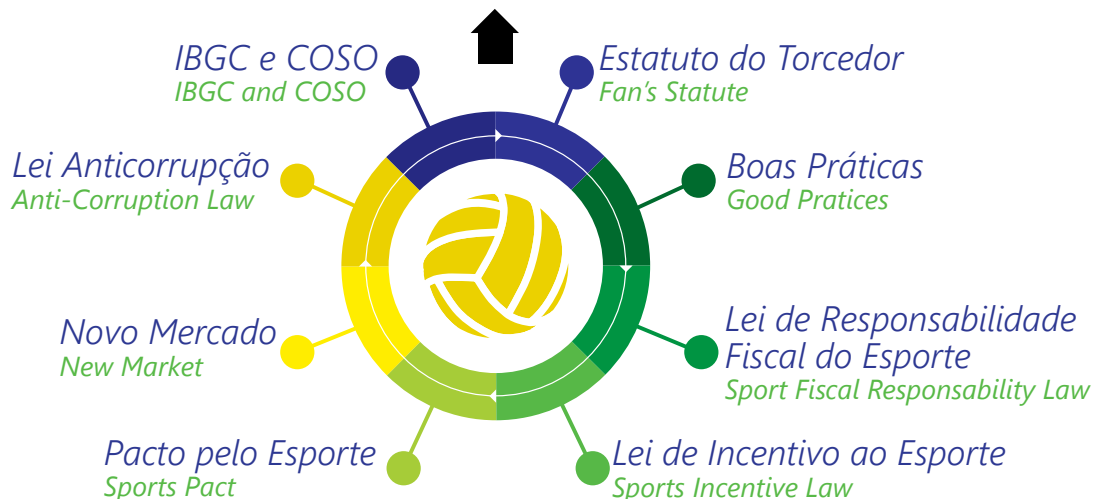 IBGC e COSO
IBGC and COSO
Estatuto do Torcedor
Fan's Statute
Lei Anticorrupção
Anti-Corruption Law
Boas Práticas
Good Pratices
Novo Mercado
New Market
Lei de Responsabilidade
Fiscal do Esporte
Sport Fiscal Responsability Law
Pacto pelo Esporte
Sports Pact
Lei de Incentivo ao Esporte
Sports Incentive Law